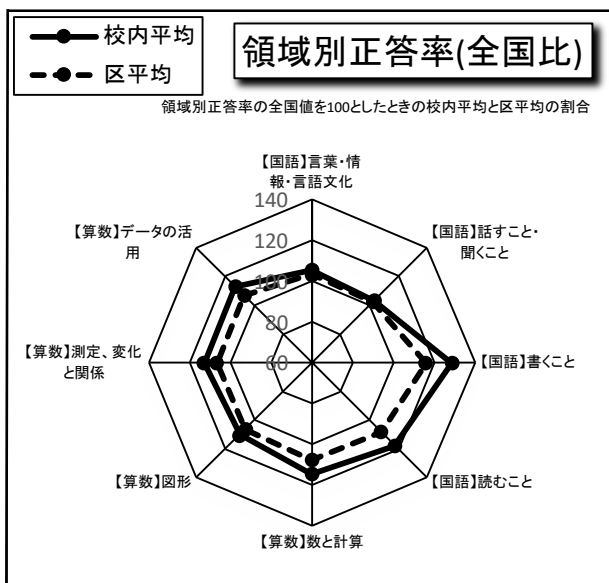 校内平均
区平均
領域別正答率(全国比)
領域別正答率の全国値を100としたときの校内平均と区平均の割合
【国語】言葉・情
報・言語文化
【国語】話すこと・
聞くこと
【国語】書くこと
【国語】読むこと
【算数】数と計算
【算数】図形
【算数】測定、変化
と関係
【算数】データの活
用
140
120
100
80
60